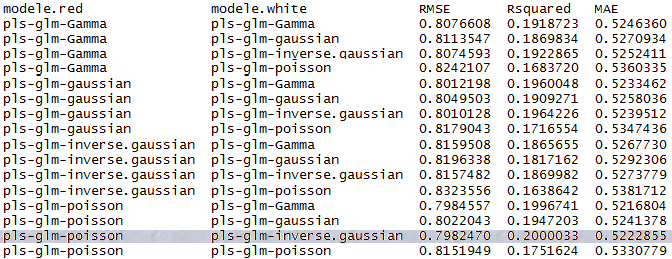 modele.red modele.white RMSE Rsquared MAE
pls-glm-Gamma pls-glm-Gamma 0.8076608 0.1918723 0.5246360
pls-glm-Gamma pls-glm-gaussian 0.8113547 0.1869834 0.5270934
pls-glm-Gamma pls-glm-inverse.gaussian 0.8074593 0.1922865 0.5252411
pls-glm-Gamma pls-glm-poisson 0.8242107 0.1683720 0.5360335
pls-glm-gaussian pls-glm-Gamma 0.8012198 0.1960048 0.5233462
pls-glm-gaussian pls-glm-gaussian 0.8049503 0.1909271 0.5258036
pls-glm-gaussian pls-glm-inverse.gaussian 0.8010128 0.1964226 0.5239512
pls-glm-gaussian pls-glm-poisson 0.8179043 0.1716554 0.5347436
pls-glm-inverse.gaussian pls-glm-Gamma 0.8159508 0.1865655 0.5267730
pls-glm-inverse.gaussian pls-glm-gaussian 0.8196338 0.1817162 0.5292306
pls-glm-inverse.gaussian pls-glm-inverse.gaussian 0.8157482 0.1869982 0.5273779
pls-glm-inverse.gaussian pls-glm-poisson 0.8323556 0.1638642 0.5381712
pls-glm-poisson pls-glm-Gamma 0.7984557 0.1996741 0.5216804
pls-glm-poisson pls-glm-gaussian 0.8022043 0.1947203 0.5241378
pls-glm-poisson pls-glm-inverse.gaussian 0.7982470 0.2000033 0.5222855
pls-glm-poisson pls-glm-poisson 0.8151949 0.1751624 0.5330779